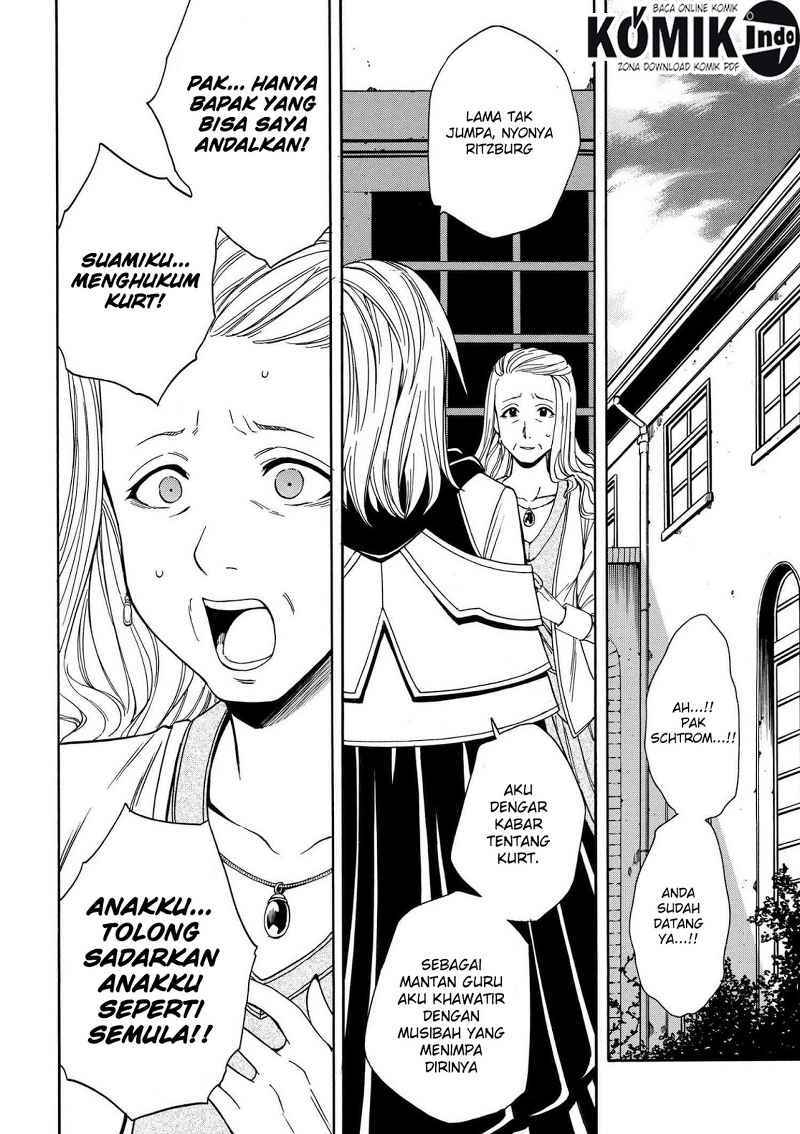 BACA ONLINE KOMIK
KOMIK Indo
ZONA DOWNLOAD KOMIK PDF
AH...!!
PAK
SCHTROM...!!
ANDA
SUDAH
DATANG
YA...!!
LAMA TAK
JUMPA, NYONYA
RITZBURG
AKU
DENGAR
KABAR
TENTANG
KURT.
SEBAGAI
MANTAN GURU
AKU KHAWATIR
DENGAN
MUSIBAH YANG
MENIMPA
DIRINYA
PAK... HANYA
BAPAK YANG
BISA SAYA
ANDALKAN!
SUAMIKU...
MENGHUKUM
KURT!
ANAKKU...
TOLONG
SADARKAN
ANAKKU
SEPERTI
SEMULA!!